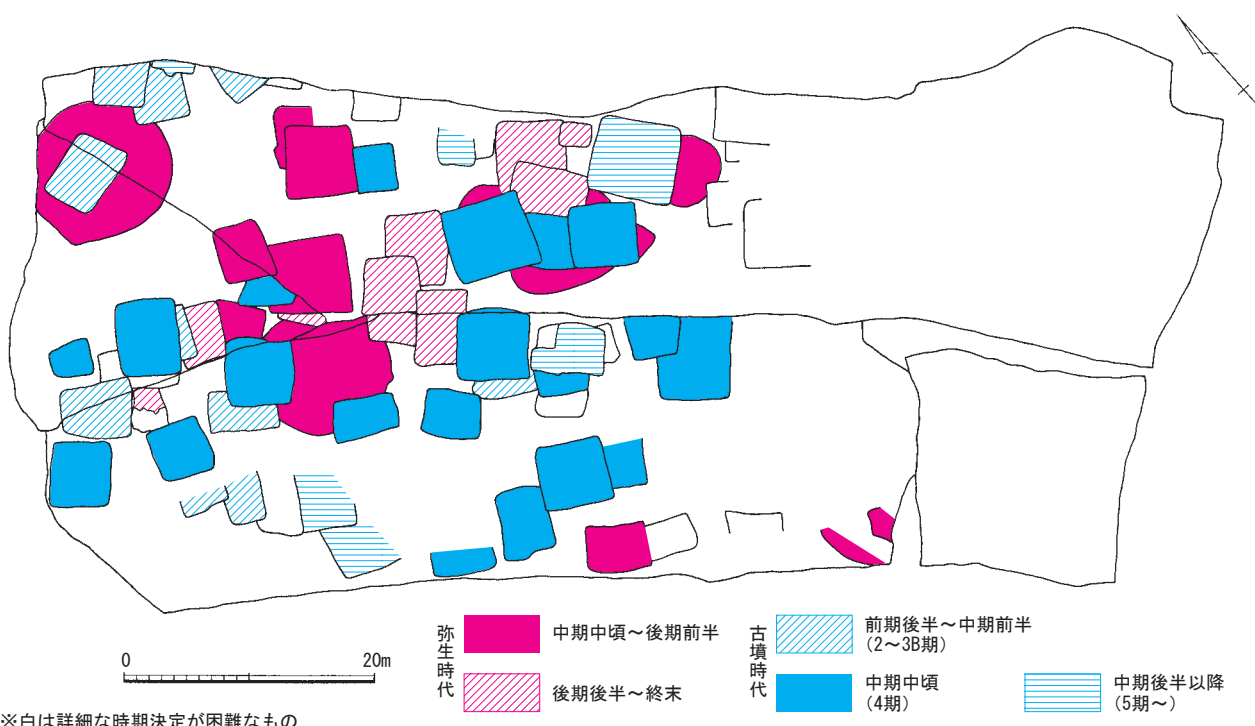 0
20m
弥生時代
中期中頃～後期前半
後期後半～終末
古墳時代
前期後半～中期前半
(2～3B期)
中期中頃
(4期)
中期後半以降
(5期～)
※白は詳細な時期決定が困難なもの